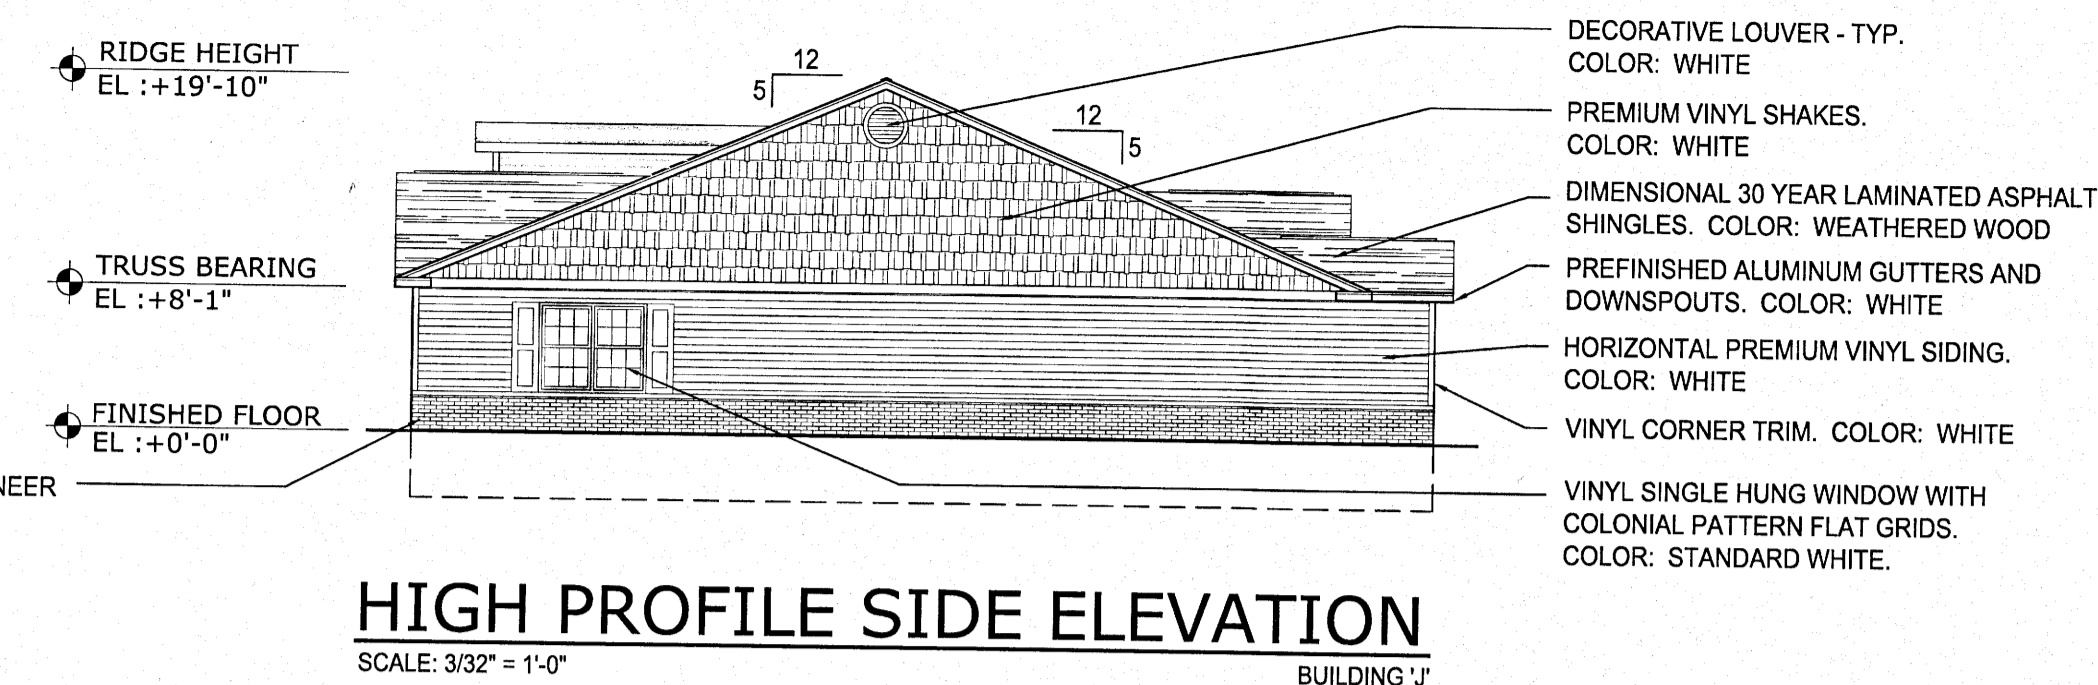 RIDGE HEIGHT
EL :+19'-10"
TRUSS BEARING
EL :+8'-1"
FINISHED FLOOR
EL :+0'-0"
NEER
12
5
12
5
DECORATIVE LOUVER - TYP.
COLOR: WHITE
PREMIUM VINYL SHAKES.
COLOR: WHITE
DIMENSIONAL 30 YEAR LAMINATED ASPHALT
SHINGLES. COLOR: WEATHERED WOOD
PREFINISHED ALUMINUM GUTTERS AND
DOWNSPOUTS. COLOR: WHITE
HORIZONTAL PREMIUM VINYL SIDING.
COLOR: WHITE
VINYL CORNER TRIM. COLOR: WHITE
VINYL SINGLE HUNG WINDOW WITH
COLONIAL PATTERN FLAT GRIDS.
COLOR: STANDARD WHITE.
HIGH PROFILE SIDE ELEVATION
SCALE: 3/32" = 1'-0"
BUILDING 'J'